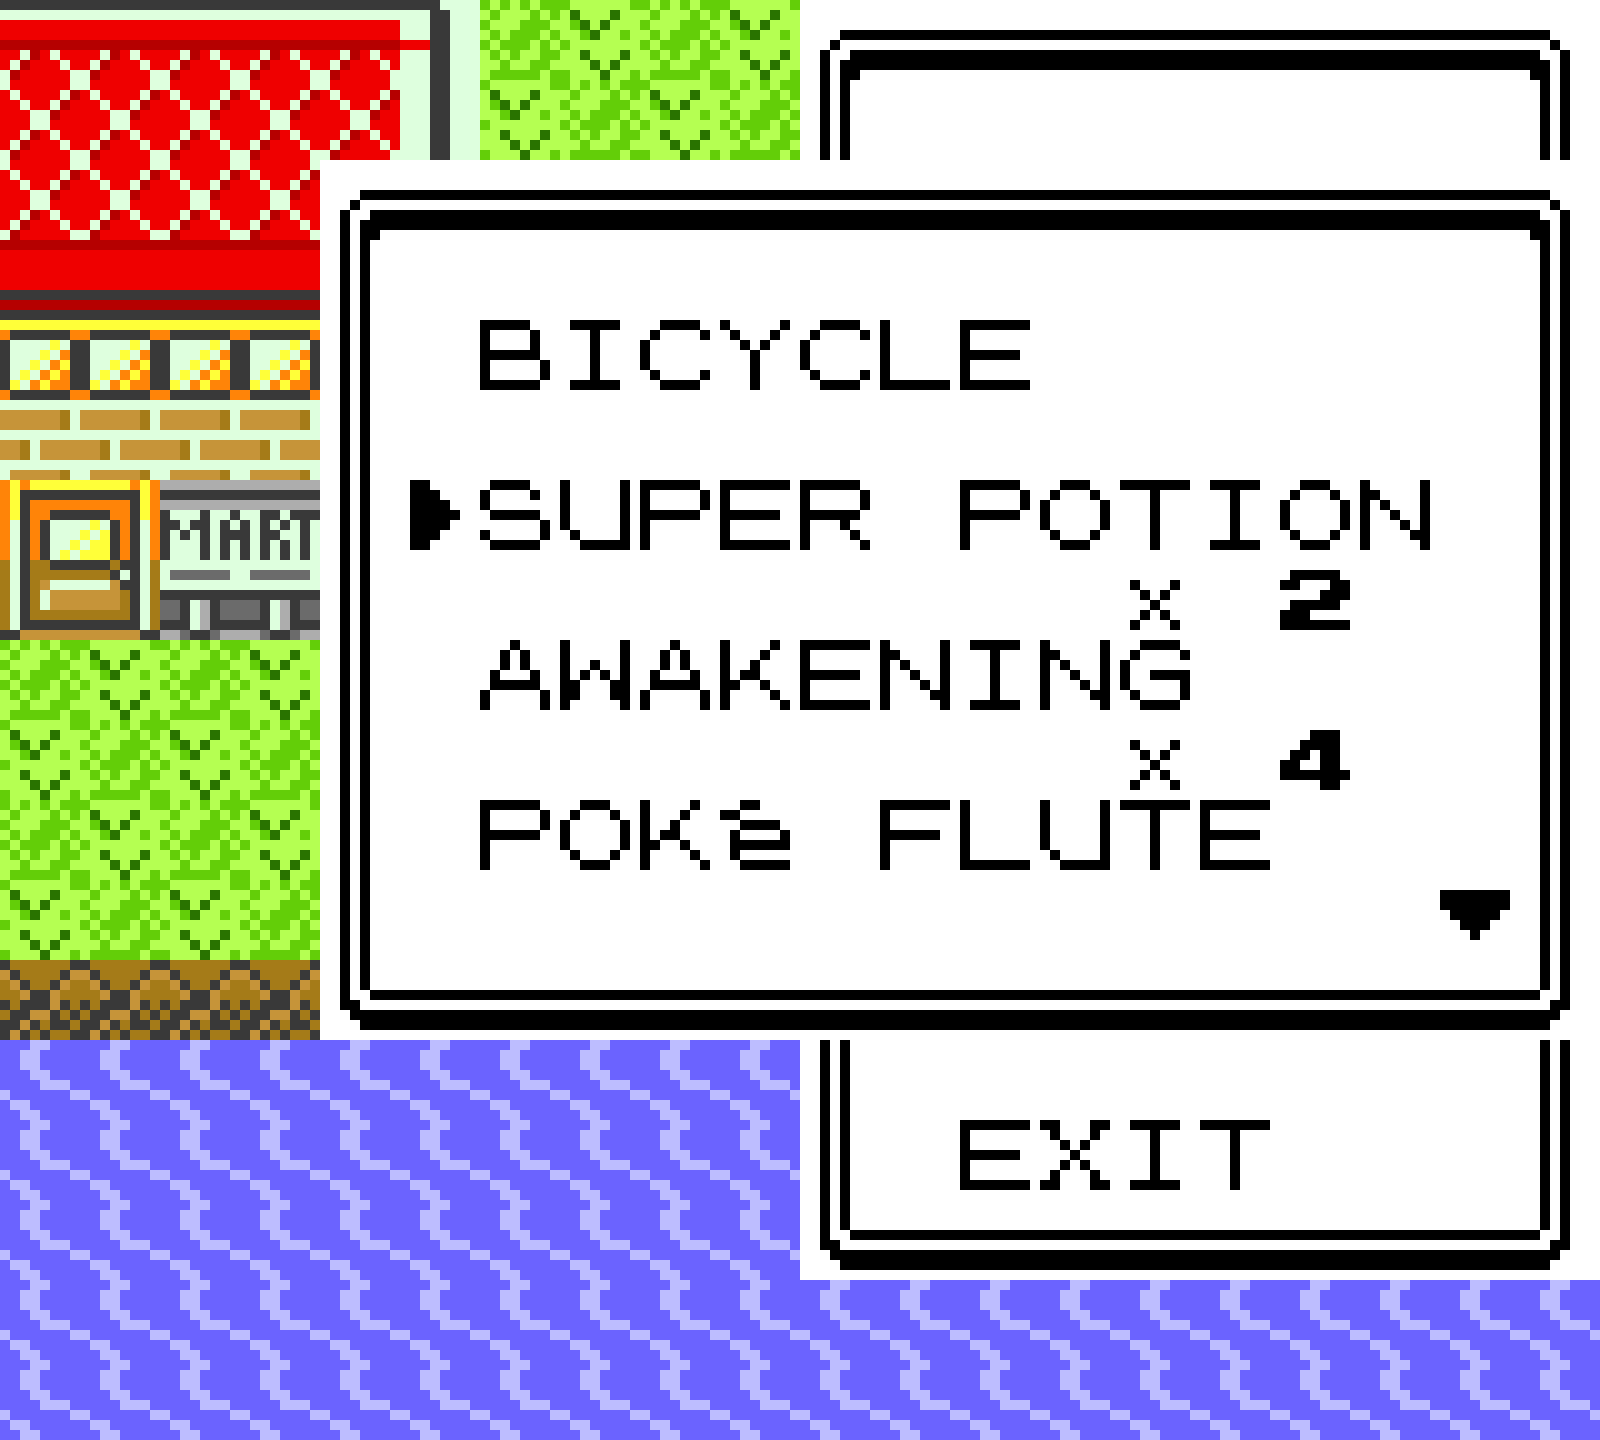 BICYCLE
▶SUPER POTION
× 2
AWAKENING
× 4
POKé FLUTE
▼
MART
EXIT